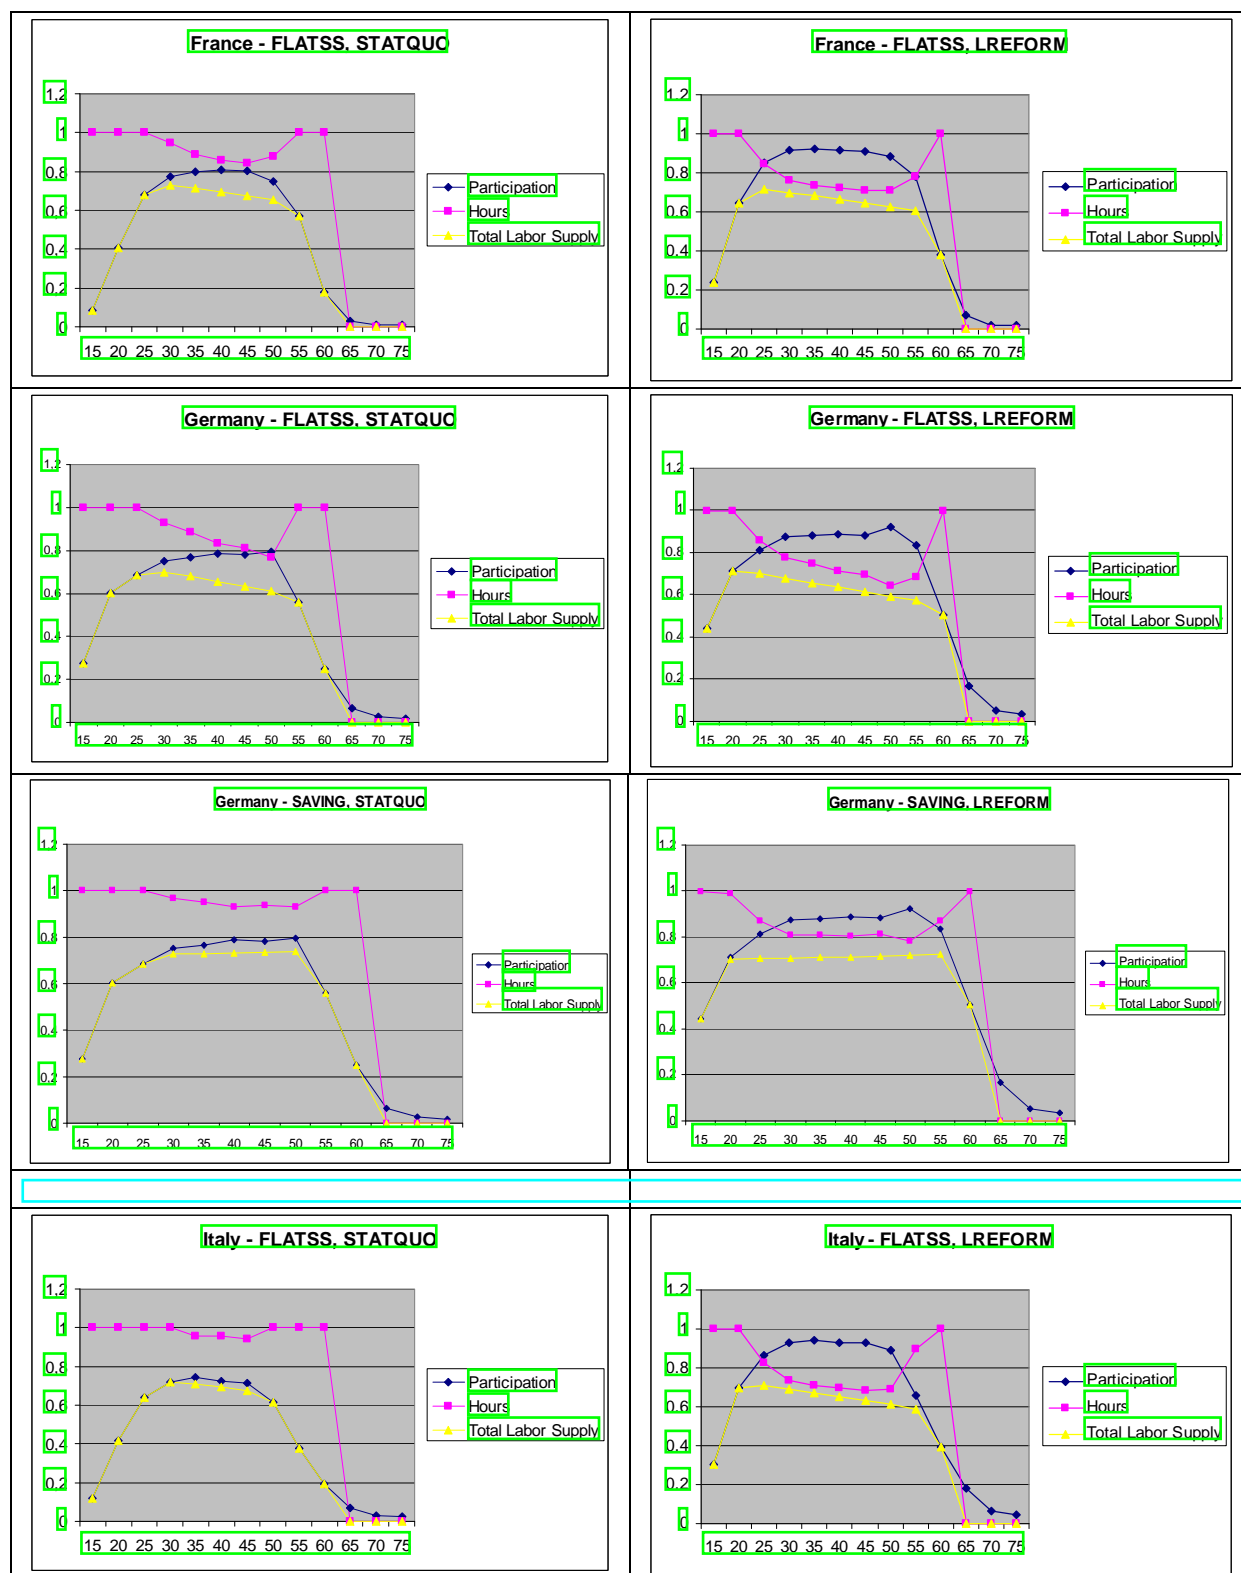 France - FLATSS, STATQUO
1,2
1
0,8
0,6
0,4
0,2
0
15 20 25 30 35 40 45 50 55 60 65 70 75
Participation
Hours
Total Labor Supply
France - FLATSS, LREFORM
1,2
1
0,8
0,6
0,4
0,2
0
15 20 25 30 35 40 45 50 55 60 65 70 75
Participation
Hours
Total Labor Supply
Germany - FLATSS, STATQUO
1,2
1
0,8
0,6
0,4
0,2
0
15 20 25 30 35 40 45 50 55 60 65 70 75
Participation
Hours
Total Labor Supply
Germany - FLATSS, LREFORM
1,2
1
0,8
0,6
0,4
0,2
0
15 20 25 30 35 40 45 50 55 60 65 70 75
Participation
Hours
Total Labor Supply
Germany - SAVING, STATQUO
1,2
1
0,8
0,6
0,4
0,2
0
15 20 25 30 35 40 45 50 55 60 65 70 75
Participation
Hours
Total Labor Supply
Germany - SAVING, LREFORM
1,2
1
0,8
0,6
0,4
0,2
0
15 20 25 30 35 40 45 50 55 60 65 70 75
Participation
Hours
Total Labor Supply
Italy - FLATSS, STATQUO
1,2
1
0,8
0,6
0,4
0,2
0
15 20 25 30 35 40 45 50 55 60 65 70 75
Participation
Hours
Total Labor Supply
Italy - FLATSS, LREFORM
1,2
1
0,8
0,6
0,4
0,2
0
15 20 25 30 35 40 45 50 55 60 65 70 75
Participation
Hours
Total Labor Supply